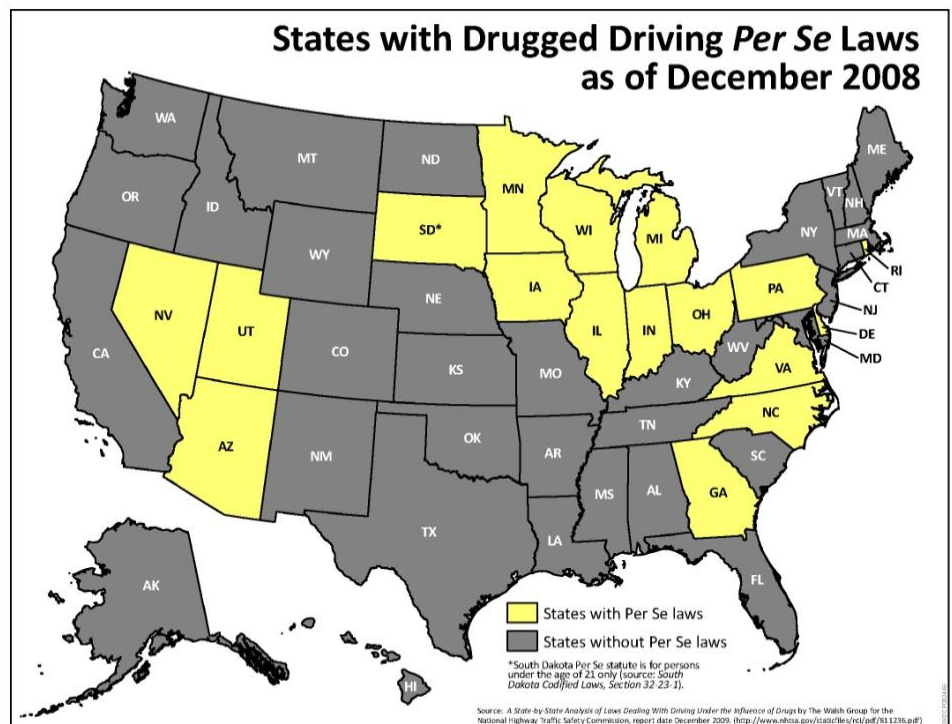 States with Drugged Driving Per Se Laws
as of December 2008
WA
MT
ND
MN
ME
OR
ID
SD*
WI
MI
VT
NH
NY
MA
WY
RI
CT
IA
PA
NE
NJ
NV
UT
IL
IN
OH
DE
CA
CO
WV
MD
KS
MO
KY
VA
NC
TN
AZ
NM
OK
AR
SC
MS
AL
GA
TX
LA
FL
AK
HI
States with Per Se laws
States without Per Se laws
*South Dakota Per Se statute is for persons
under the age of 21 only (source: South
Dakota Codified Laws, Section 32-23-1).
Source: A State-by-State Analysis of Laws Dealing With Driving Under the Influence of Drugs by The Walsh Group for the
National Highway Traffic Safety Commission, report date December 2009. (http://www.nhtsa.gov/staticfiles/nti/pdf/811236.pdf)